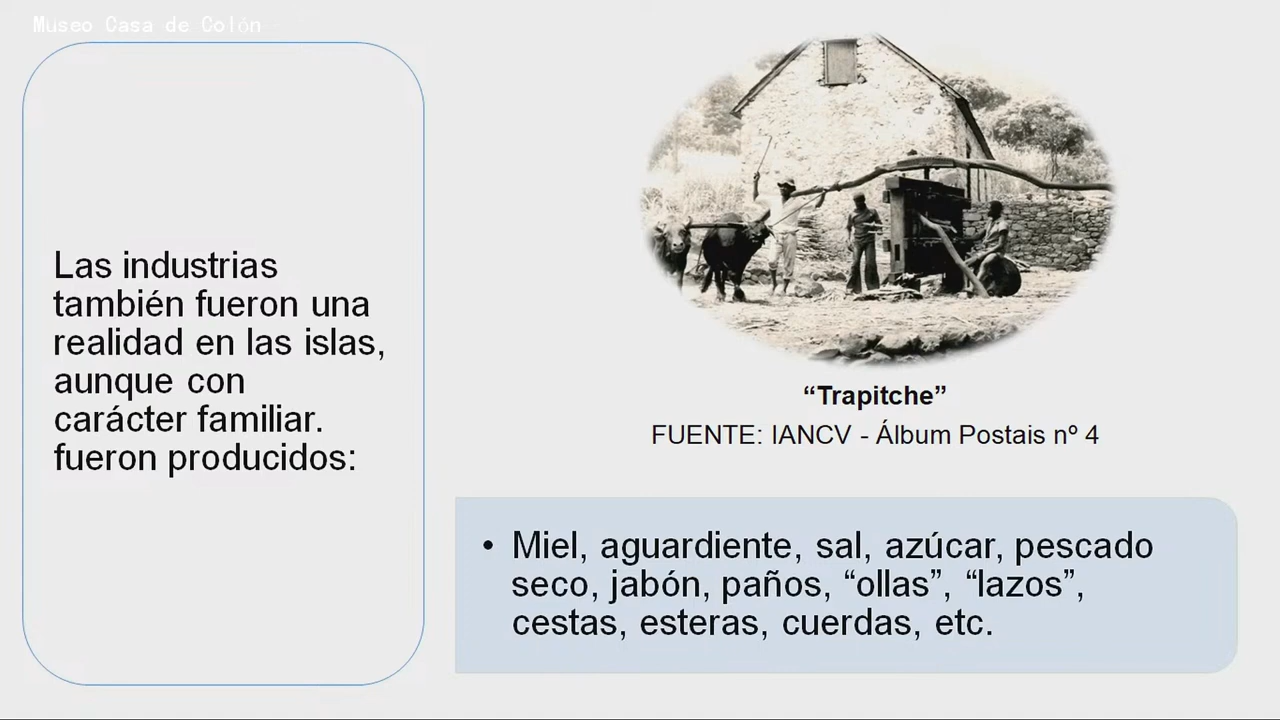 Museo Casa de Colón
Las industrias
también fueron una
realidad en las islas,
aunque con
carácter familiar.
fueron producidos:
“Trapitche”
FUENTE: IANCV - Álbum Postais nº 4
• Miel, aguardiente, sal, azúcar, pescado
seco, jabón, paños, “ollas”, “lazos”,
cestas, esteras, cuerdas, etc.